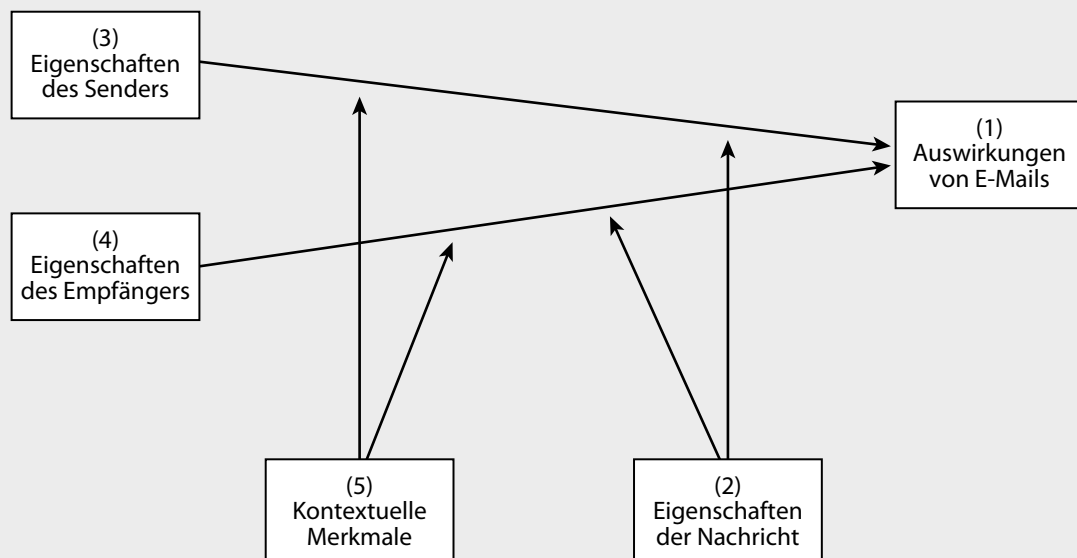 (3)
Eigenschaften
des Senders
(1)
Auswirkungen
von E-Mails
(4)
Eigenschaften
des Empfängers
(5)
Kontextuelle
Merkmale
(2)
Eigenschaften
der Nachricht